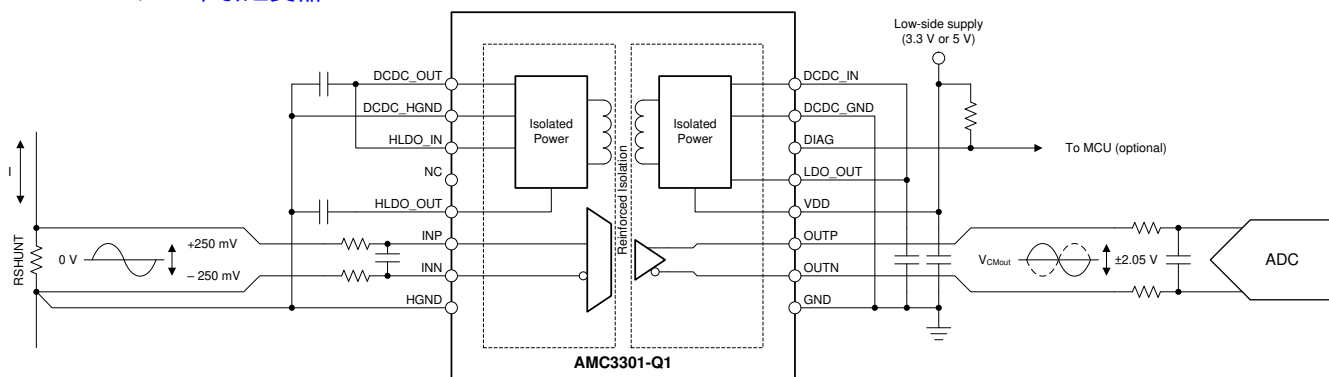 Low-side supply
(3.3 V or 5 V)
DCDC_OUT
DCDC_HGND
HLDO_IN
NC
HLDO_OUT
INP
INN
HGND
Isolated
Power
Reinforced Isolation
Isolated
Power
DCDC_IN
DCDC_GND
DIAG
LDO_OUT
VDD
OUTP
OUTN
GND
To MCU (optional)
I
RSHUNT
0 V
+250 mV
– 250 mV
VCMout
±2.05 V
ADC
AMC3301-Q1